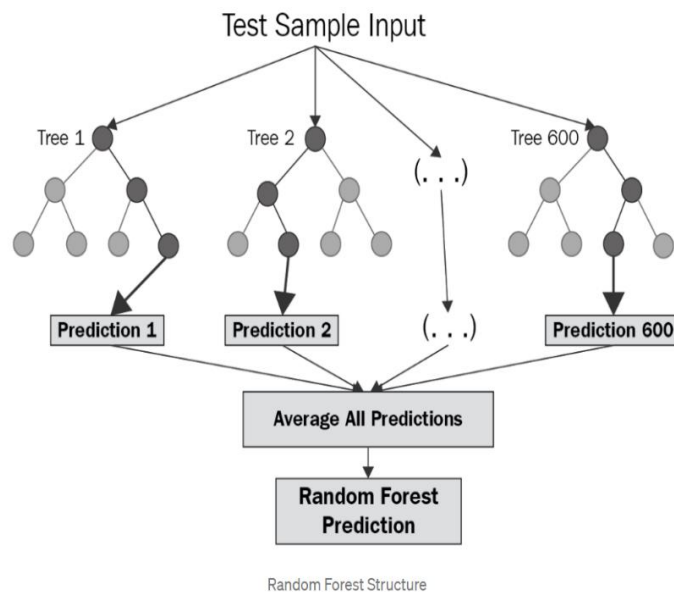 Test Sample Input
Tree 1
Tree 2
Tree 600
(. . .)
Prediction 1
Prediction 2
(. . .)
Prediction 600
Average All Predictions
Random Forest
Prediction
Random Forest Structure